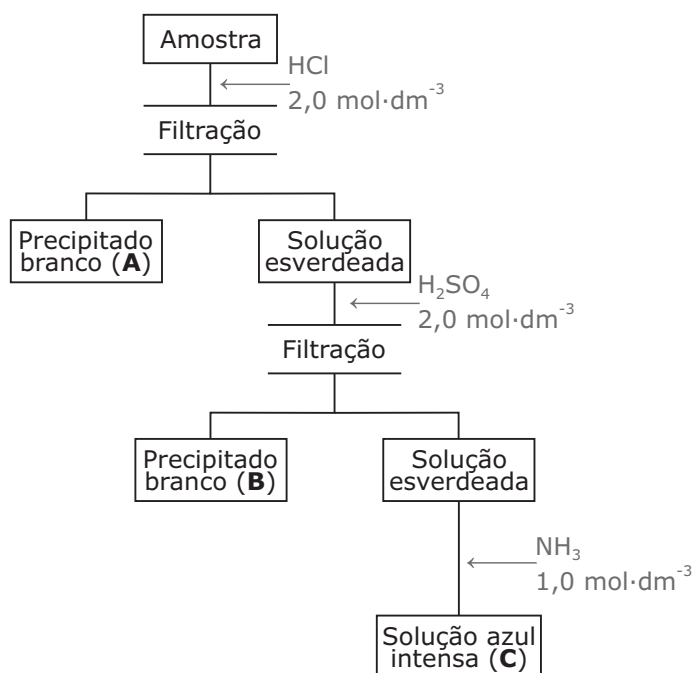 Amostra
HCl
2,0 mol·dm⁻³
Filtração
Precipitado
branco (A)
Solução
esverdeada
H₂SO₄
2,0 mol·dm⁻³
Filtração
Precipitado
branco (B)
Solução
esverdeada
NH₃
1,0 mol·dm⁻³
Solução azul
intensa (C)